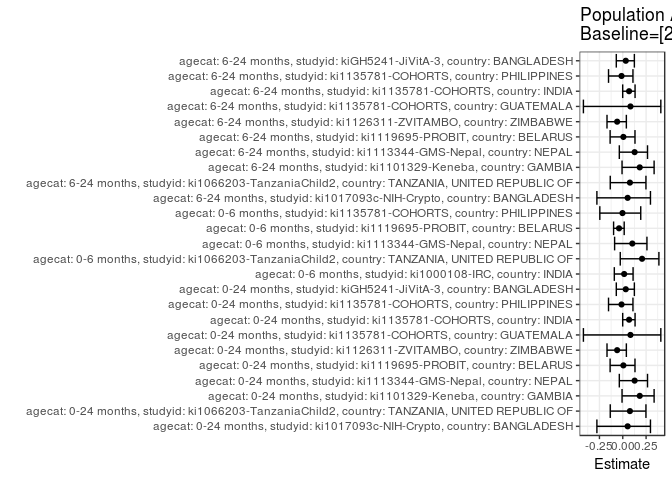 Population A
Baseline=[2
agecat: 6-24 months, studyid: kiGH5241-JiVitA-3, country: BANGLADESH
agecat: 6-24 months, studyid: ki1135781-COHORTS, country: PHILIPPINES
agecat: 6-24 months, studyid: ki1135781-COHORTS, country: INDIA
agecat: 6-24 months, studyid: ki1135781-COHORTS, country: GUATEMALA
agecat: 6-24 months, studyid: ki1126311-ZVITAMBO, country: ZIMBABWE
agecat: 6-24 months, studyid: ki1119695-PROBIT, country: BELARUS
agecat: 6-24 months, studyid: ki1113344-GMS-Nepal, country: NEPAL
agecat: 6-24 months, studyid: ki1101329-Keneba, country: GAMBIA
agecat: 6-24 months, studyid: ki1066203-TanzaniaChild2, country: TANZANIA, UNITED REPUBLIC OF
agecat: 6-24 months, studyid: ki1017093c-NIH-Crypto, country: BANGLADESH
agecat: 0-6 months, studyid: ki1135781-COHORTS, country: PHILIPPINES
agecat: 0-6 months, studyid: ki1119695-PROBIT, country: BELARUS
agecat: 0-6 months, studyid: ki1113344-GMS-Nepal, country: NEPAL
agecat: 0-6 months, studyid: ki1066203-TanzaniaChild2, country: TANZANIA, UNITED REPUBLIC OF
agecat: 0-6 months, studyid: ki1000108-IRC, country: INDIA
agecat: 0-24 months, studyid: kiGH5241-JiVitA-3, country: BANGLADESH
agecat: 0-24 months, studyid: ki1135781-COHORTS, country: PHILIPPINES
agecat: 0-24 months, studyid: ki1135781-COHORTS, country: INDIA
agecat: 0-24 months, studyid: ki1135781-COHORTS, country: GUATEMALA
agecat: 0-24 months, studyid: ki1126311-ZVITAMBO, country: ZIMBABWE
agecat: 0-24 months, studyid: ki1119695-PROBIT, country: BELARUS
agecat: 0-24 months, studyid: ki1113344-GMS-Nepal, country: NEPAL
agecat: 0-24 months, studyid: ki1101329-Keneba, country: GAMBIA
agecat: 0-24 months, studyid: ki1066203-TanzaniaChild2, country: TANZANIA, UNITED REPUBLIC OF
agecat: 0-24 months, studyid: ki1017093c-NIH-Crypto, country: BANGLADESH
-0.25 0.00 0.25
Estimate